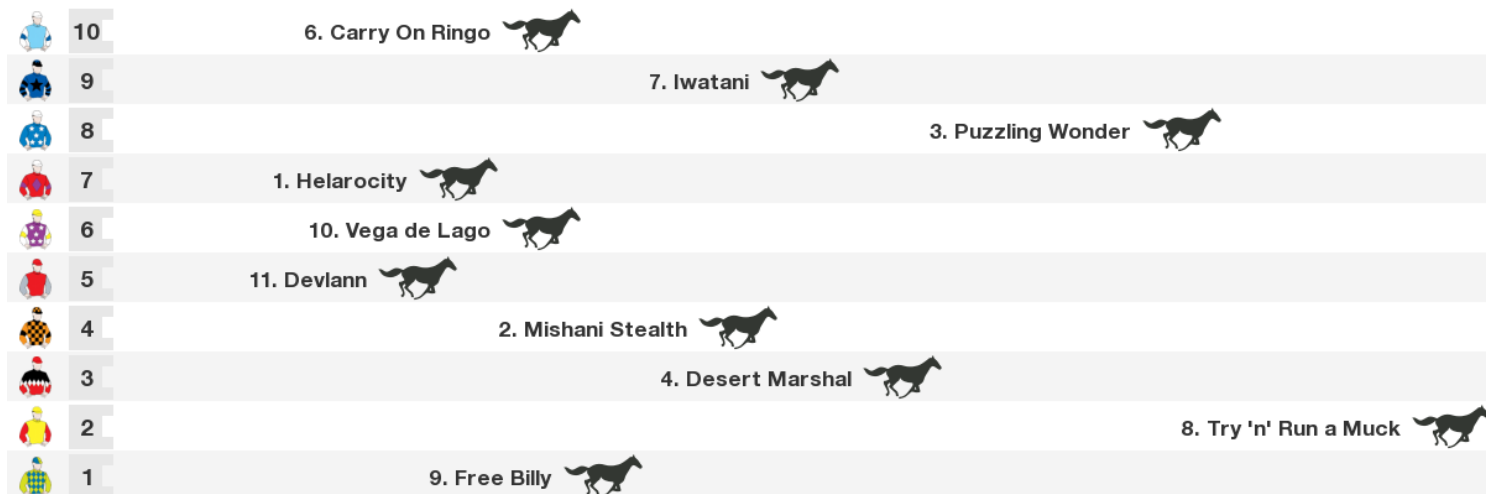 10 6. Carry On Ringo
9 7. Iwatani
8 3. Puzzling Wonder
7 1. Helarocity
6 10. Vega de Lago
5 11. Devlann
4 2. Mishani Stealth
3 4. Desert Marshal
2 8. Try 'n' Run a Muck
1 9. Free Billy